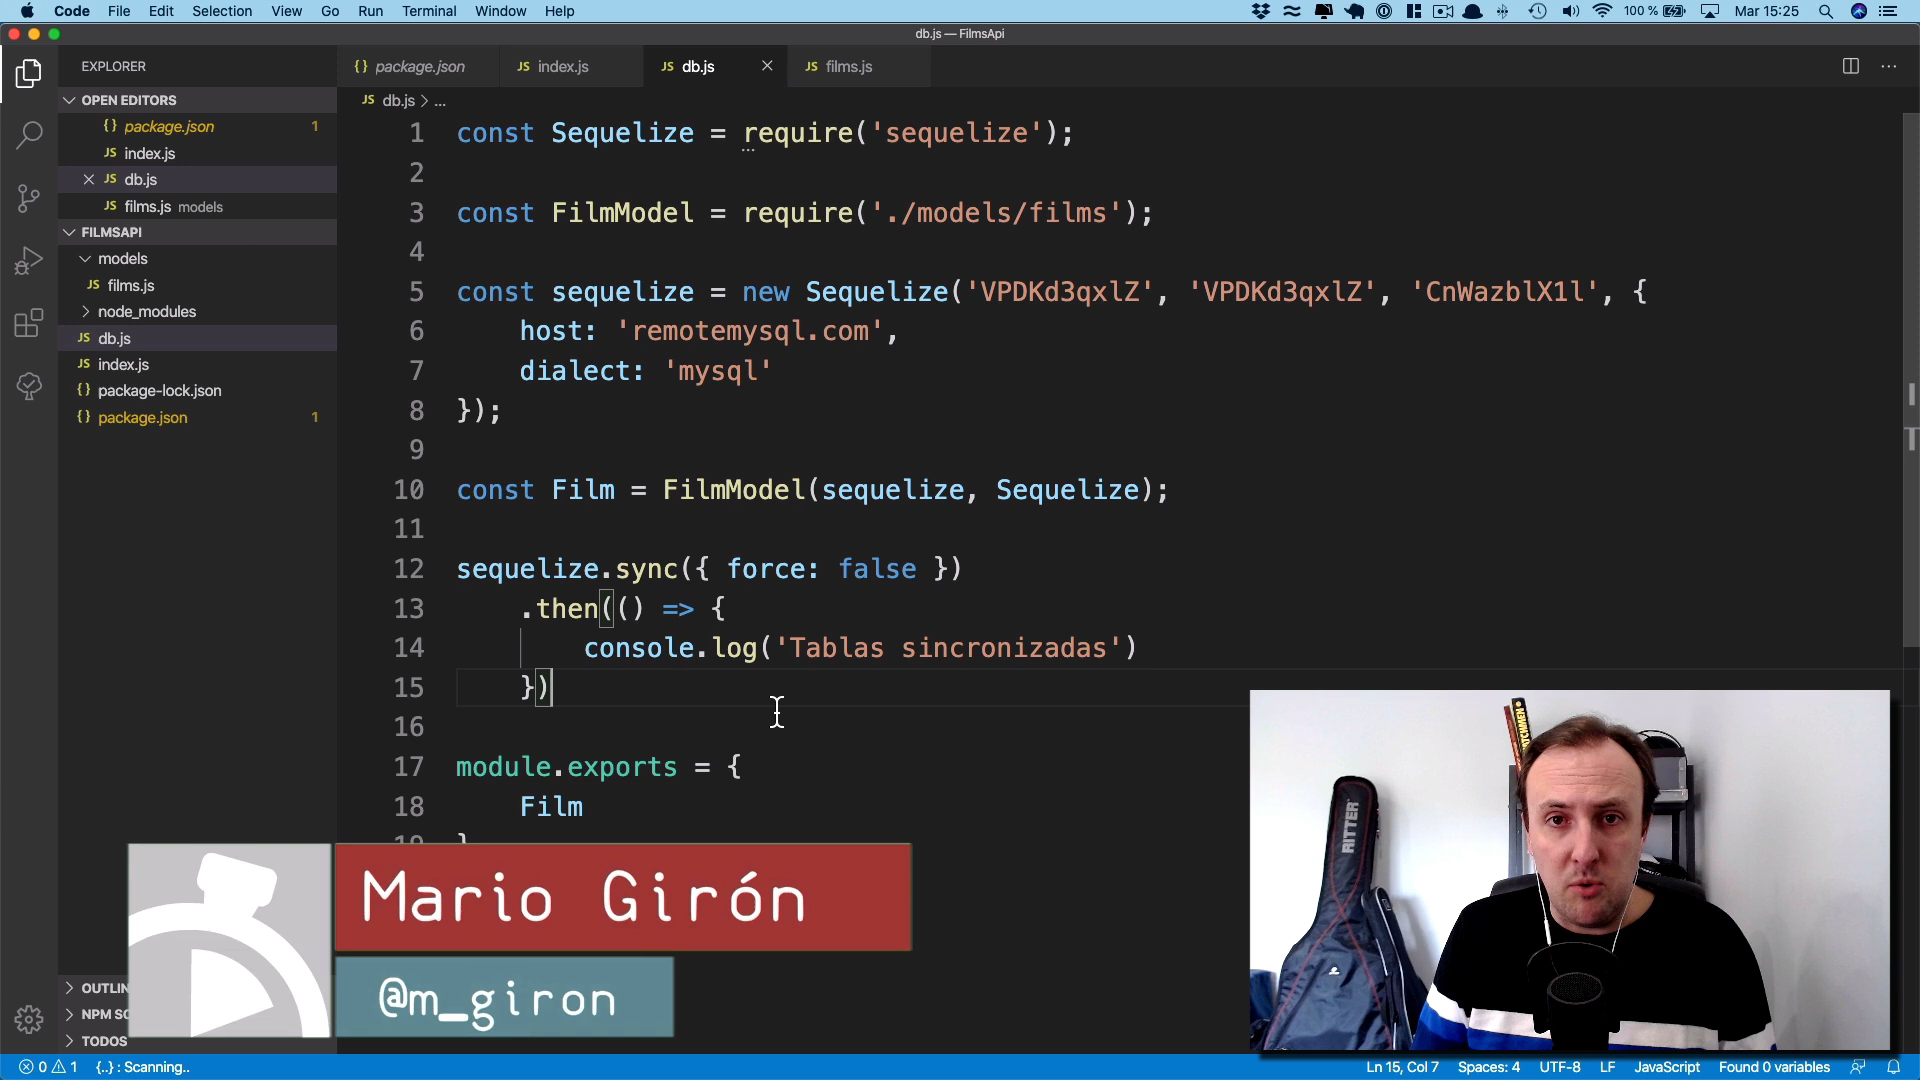 Code File Edit Selection View Go Run Terminal Window Help 100 % Mar 15:25
db.js — FilmsApi
EXPLORER
OPEN EDITORS
{} package.json 1
JS index.js
JS db.js
JS films.js models
FILMSAPI
models
JS films.js
node_modules
JS db.js
JS index.js
{} package-lock.json
{} package.json 1
NPM
TODOS
{} package.json JS index.js JS db.js JS films.js
JS db.js > ...
1 const Sequelize = require('sequelize');
2
3 const FilmModel = require('./models/films');
4
5 const sequelize = new Sequelize('VPDKd3qxlZ', 'VPDKd3qxlZ', 'CnWazblX1l', {
6 host: 'remotemysql.com',
7 dialect: 'mysql'
8 });
9
10 const Film = FilmModel(sequelize, Sequelize);
11
12 sequelize.sync({ force: false })
13 .then(() => {
14 console.log('Tablas sincronizadas')
15 })
16
17 module.exports = {
18 Film
Mario Girón
@m_giron
RITTER
0 1 {..} : Scanning.. Ln 15, Col 7 Spaces: 4 UTF-8 LF JavaScript Found 0 variables